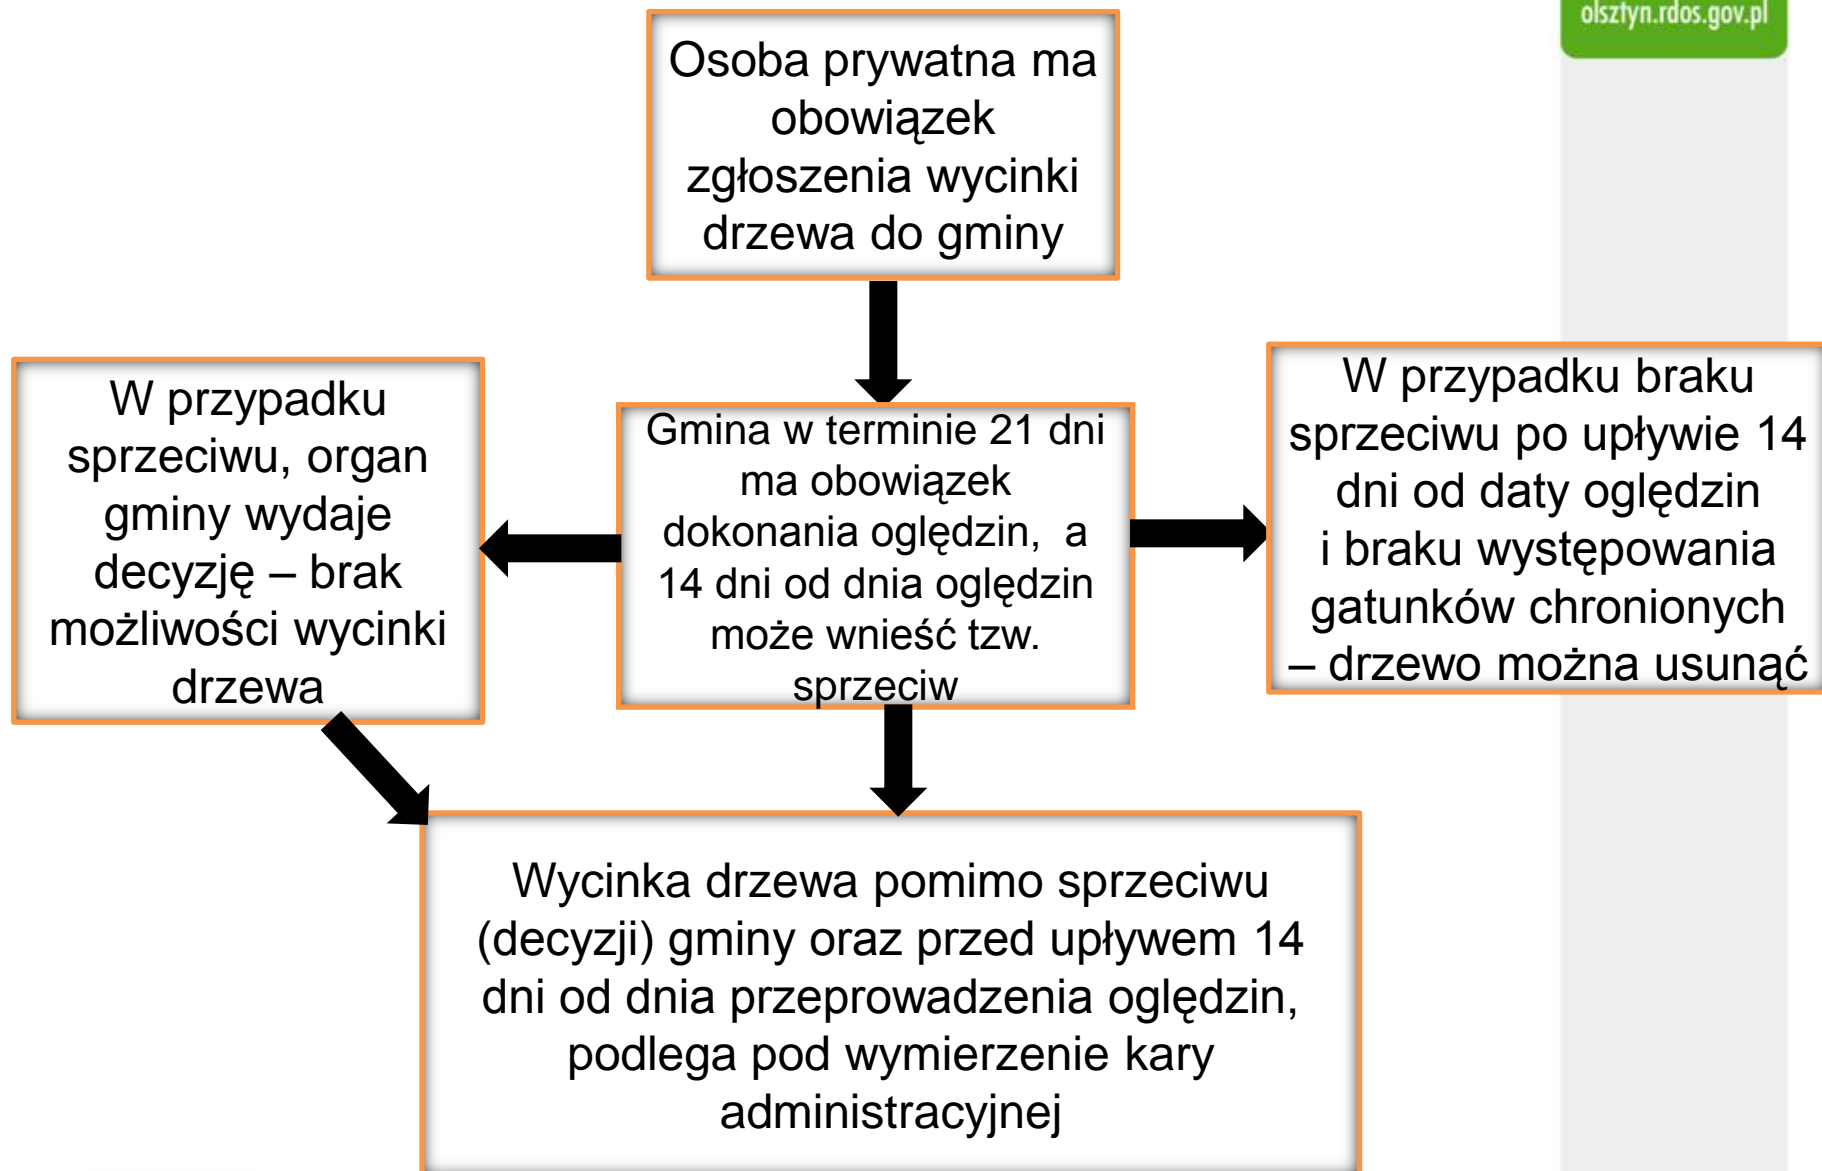 olsztyn.rdos.gov.pl
Osoba prywatna ma
obowiązek
zgłoszenia wycinki
drzewa do gminy
W przypadku
sprzeciwu, organ
gminy wydaje
decyzję – brak
możliwości wycinki
drzewa
Gmina w terminie 21 dni
ma obowiązek
dokonania oględzin, a
14 dni od dnia oględzin
może wnieść tzw.
sprzeciw
W przypadku braku
sprzeciwu po upływie 14
dni od daty oględzin
i braku występowania
gatunków chronionych
– drzewo można usunąć
Wycinka drzewa pomimo sprzeciwu
(decyzji) gminy oraz przed upływem 14
dni od dnia przeprowadzenia oględzin,
podlega pod wymierzenie kary
administracyjnej